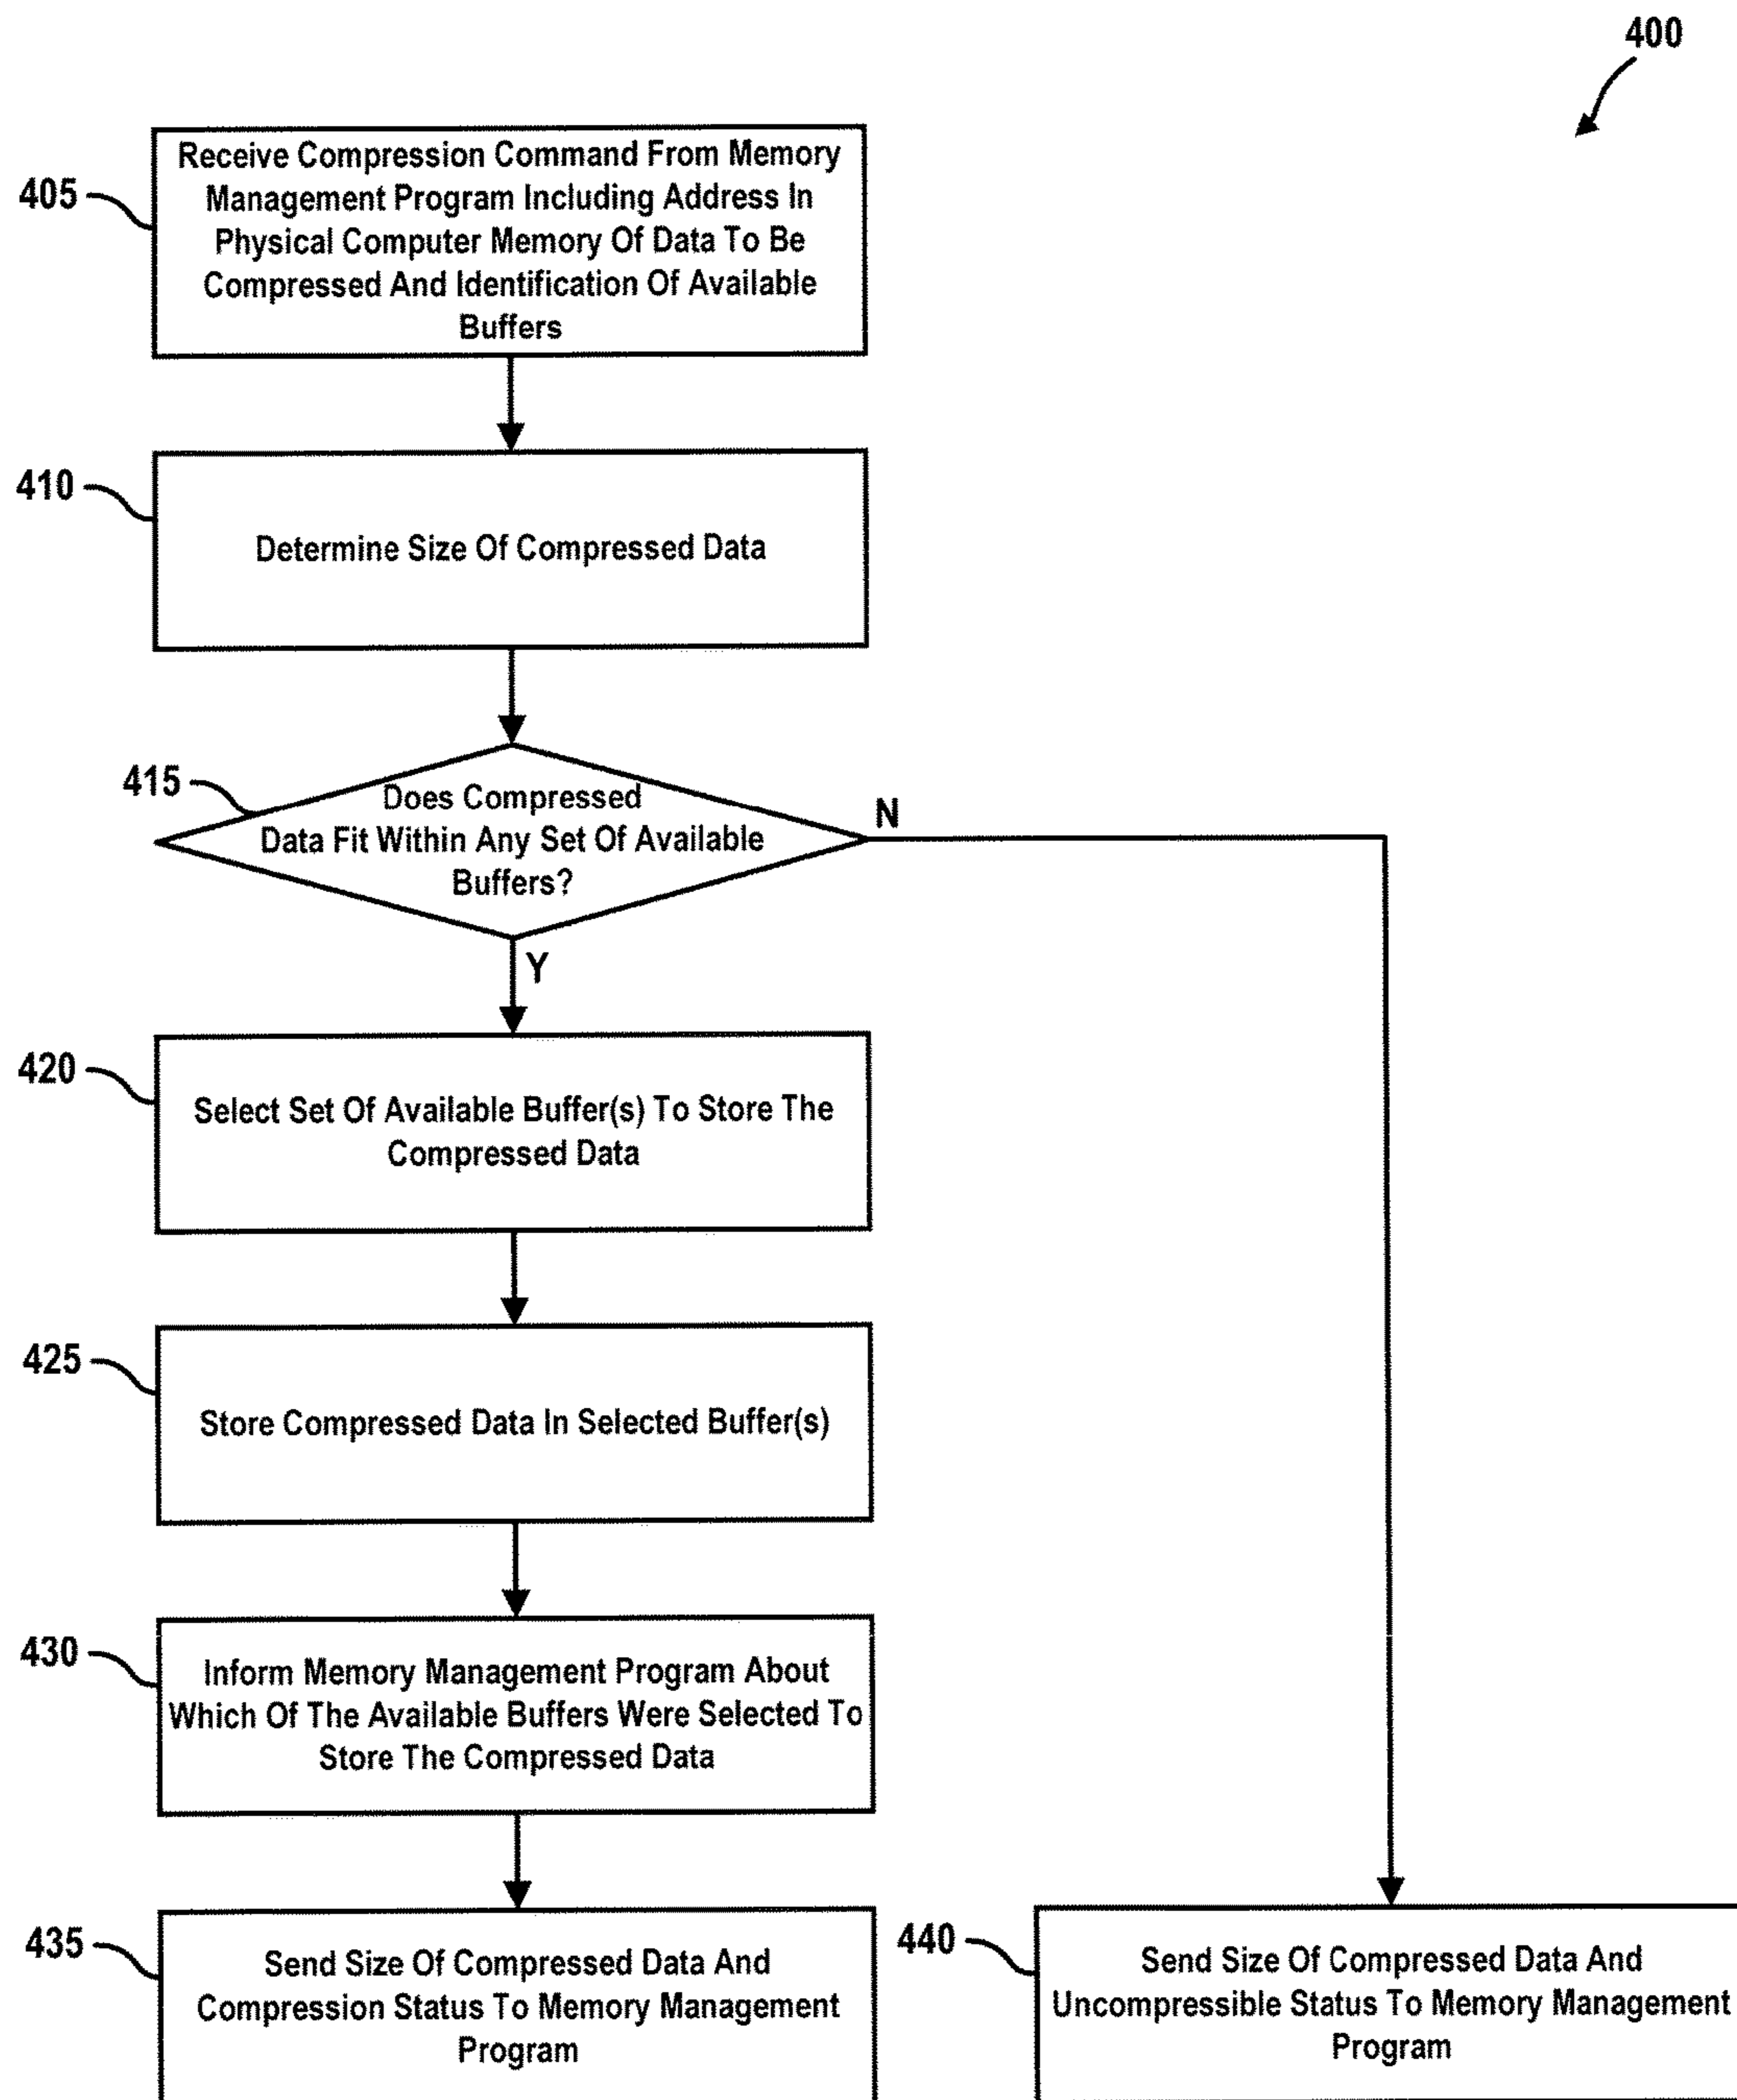 400
405
Receive Compression Command From Memory
Management Program Including Address In
Physical Computer Memory Of Data To Be
Compressed And Identification Of Available
Buffers
410
Determine Size Of Compressed Data
415
Does Compressed
Data Fit Within Any Set Of Available
Buffers?
N
Y
420
Select Set Of Available Buffer(s) To Store The
Compressed Data
425
Store Compressed Data In Selected Buffer(s)
430
Inform Memory Management Program About
Which Of The Available Buffers Were Selected To
Store The Compressed Data
435
Send Size Of Compressed Data And
Compression Status To Memory Management
Program
440
Send Size Of Compressed Data And
Uncompressible Status To Memory Management
Program